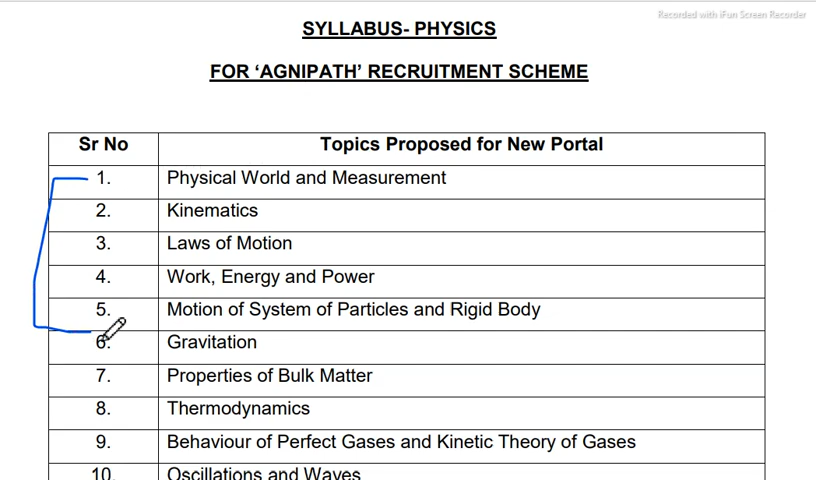 Recorded with iFun Screen Recorder
SYLLABUS- PHYSICS
FOR ‘AGNIPATH’ RECRUITMENT SCHEME
Sr No Topics Proposed for New Portal
1. Physical World and Measurement
2. Kinematics
3. Laws of Motion
4. Work, Energy and Power
5. Motion of System of Particles and Rigid Body
6. Gravitation
7. Properties of Bulk Matter
8. Thermodynamics
9. Behaviour of Perfect Gases and Kinetic Theory of Gases
10. Oscillations and Waves